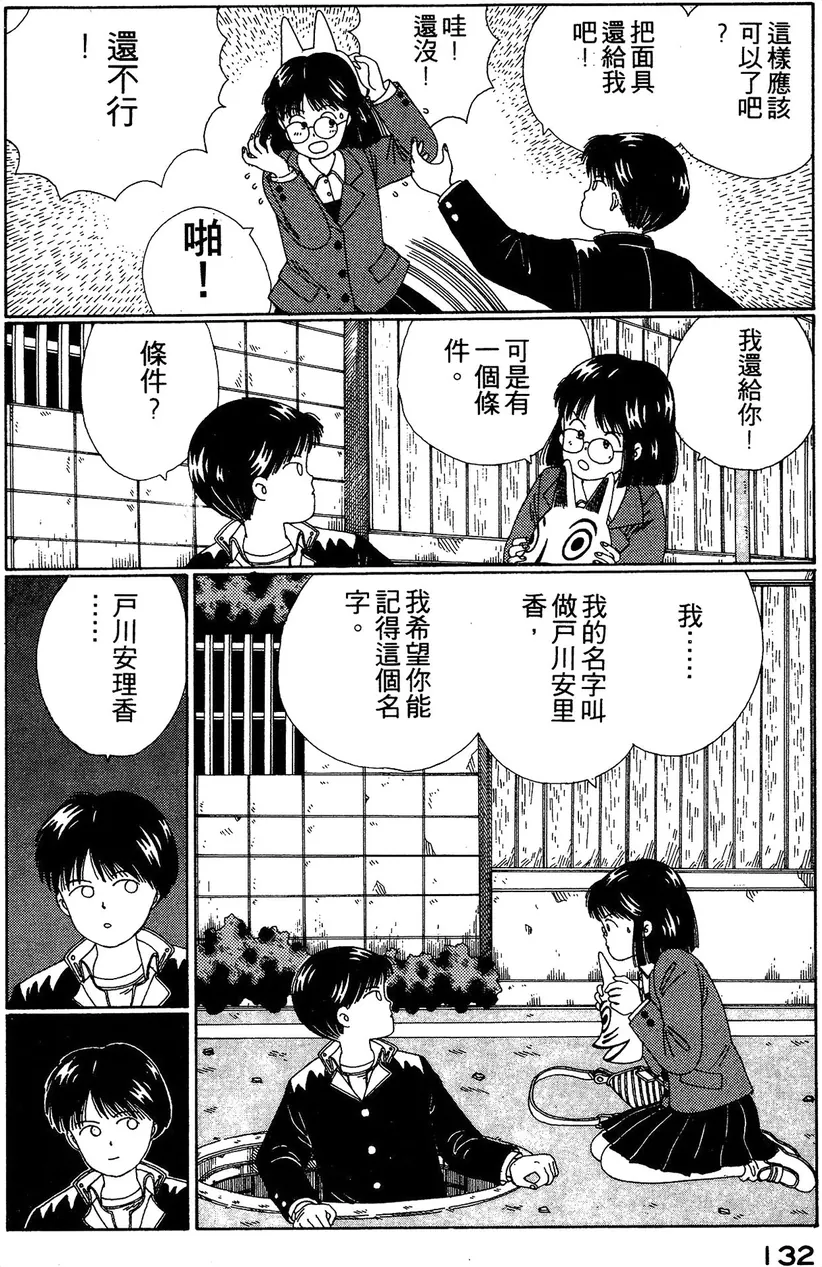 這樣應該
可以了吧
?
把面具
還給我
吧!
哇!
還沒!
還不行
!
啪!
我還給你!
可是有
一個條
件。
條件?
我……
我的名字叫
做戸川安里
香,
我希望你能
記得這個名
字。
戸川安理香
……
132